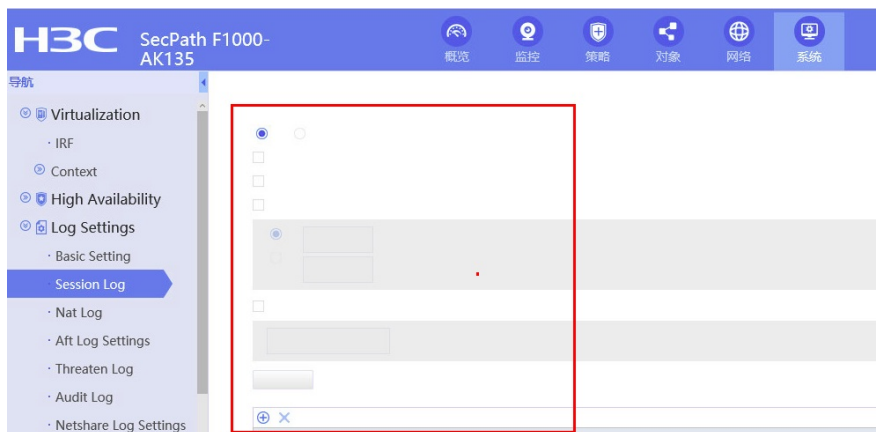 H3C SecPath F1000-
AK135
概览 监控 策略 对象 网络 系统
导航
Virtualization
· IRF
Context
High Availability
Log Settings
· Basic Setting
· Session Log
· Nat Log
· Aft Log Settings
· Threaten Log
· Audit Log
· Netshare Log Settings